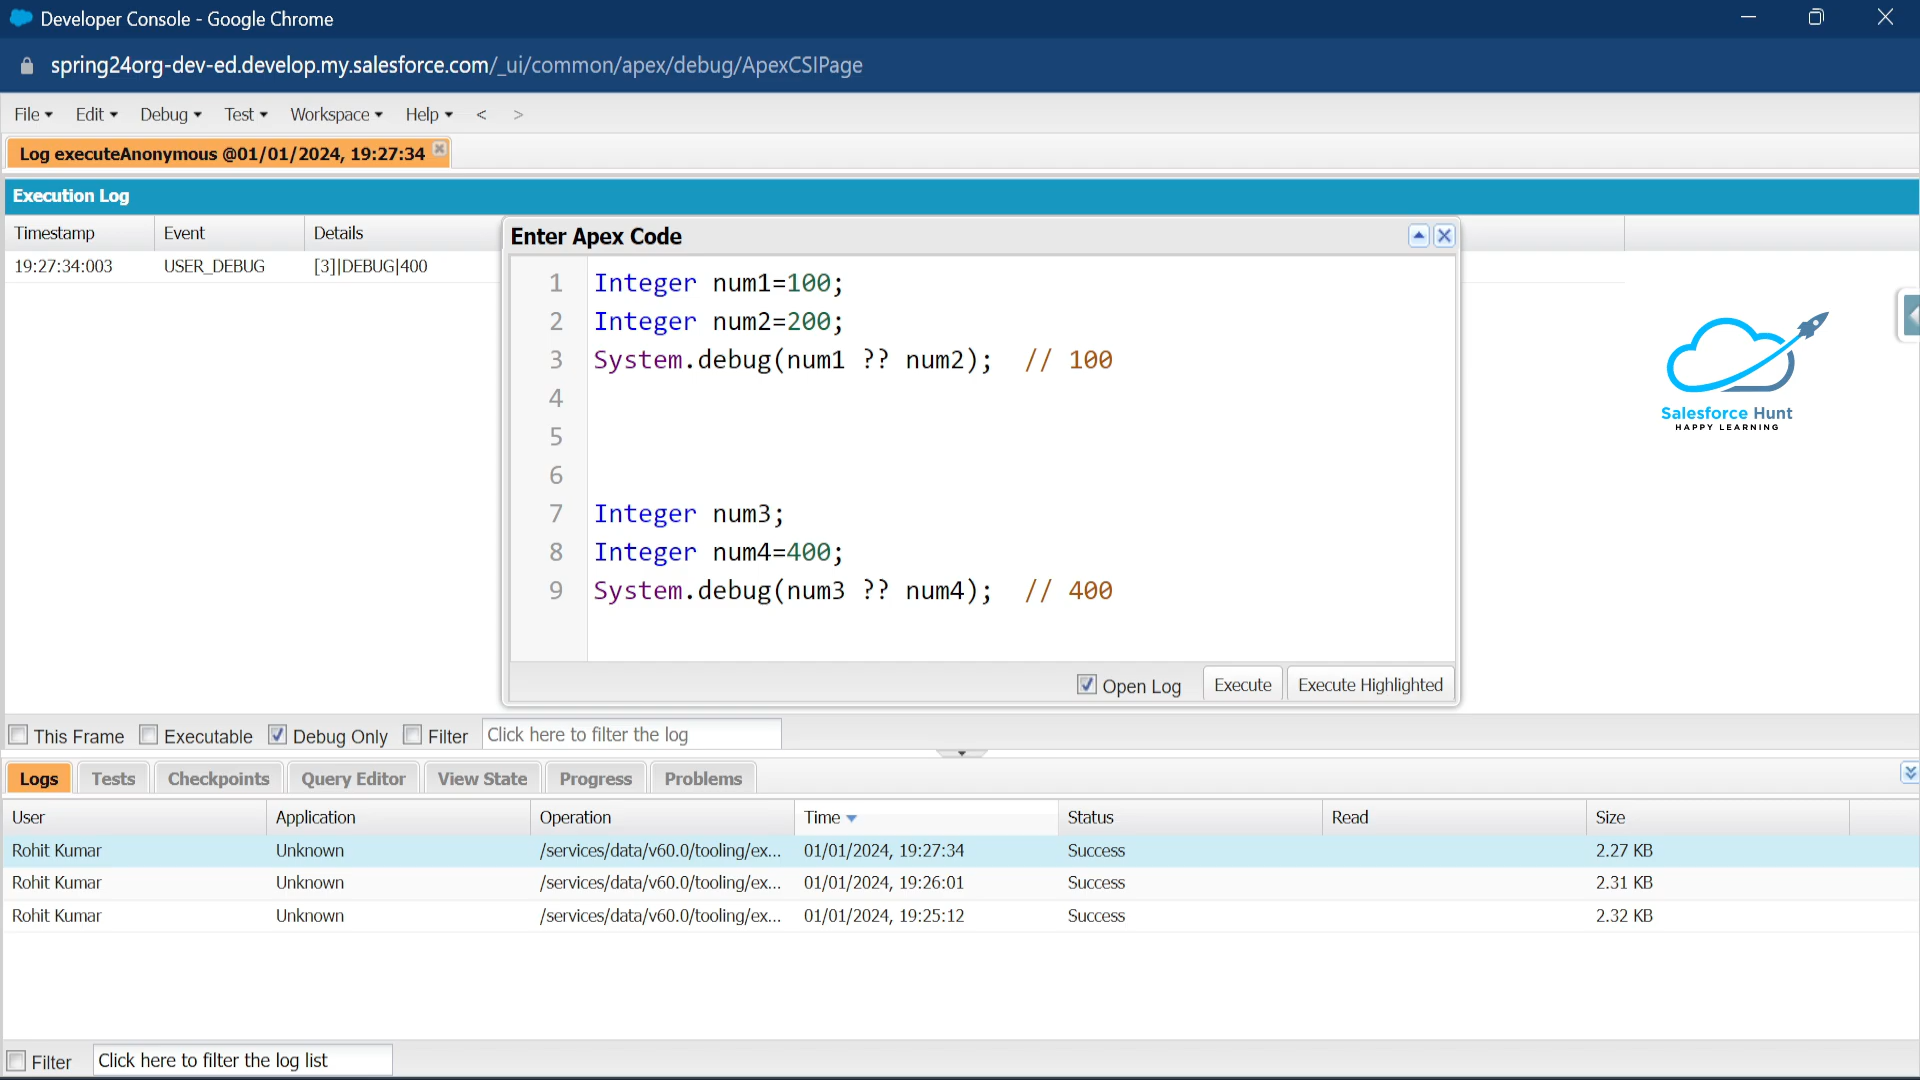 Developer Console - Google Chrome
spring24org-dev-ed.develop.my.salesforce.com/_ui/common/apex/debug/ApexCSIPage
File Edit Debug Test Workspace Help < >
Log executeAnonymous @01/01/2024, 19:27:34
Execution Log
Timestamp Event Details
19:27:34:003 USER_DEBUG [3]|DEBUG|400
Enter Apex Code
1 Integer num1=100;
2 Integer num2=200;
3 System.debug(num1 ?? num2); // 100
4
5
6
7 Integer num3;
8 Integer num4=400;
9 System.debug(num3 ?? num4); // 400
Open Log Execute Execute Highlighted
Salesforce Hunt
HAPPY LEARNING
This Frame Executable Debug Only Filter Click here to filter the log
Logs Tests Checkpoints Query Editor View State Progress Problems
User Application Operation Time Status Read Size
Rohit Kumar Unknown /services/data/v60.0/tooling/ex... 01/01/2024, 19:27:34 Success 2.27 KB
Rohit Kumar Unknown /services/data/v60.0/tooling/ex... 01/01/2024, 19:26:01 Success 2.31 KB
Rohit Kumar Unknown /services/data/v60.0/tooling/ex... 01/01/2024, 19:25:12 Success 2.32 KB
Filter Click here to filter the log list